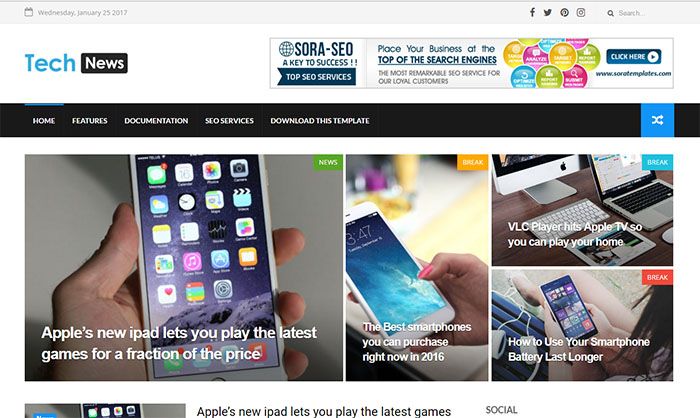 Wednesday, January 25 2017
Search...
Tech News
SORA-SEO
A KEY TO SUCCESS !!
TOP SEO SERVICES
Place Your Business at the
TOP OF THE SEARCH ENGINES
THE MOST REMARKABLE SEO SERVICE FOR
OUR LOYAL CUSTOMERS
CLICK HERE
www.soratemplates.com
HOME
FEATURES
DOCUMENTATION
SEO SERVICES
DOWNLOAD THIS TEMPLATE
NEWS
Apple's new ipad lets you play the latest
games for a fraction of the price
BREAK
The Best smartphones
you can purchase
right now in 2016
BREAK
VLC Player hits Apple TV so
you can play your home
BREAK
How to Use Your Smartphone
Battery Last Longer
News
Apple's new ipad lets you play the latest games
SOCIAL